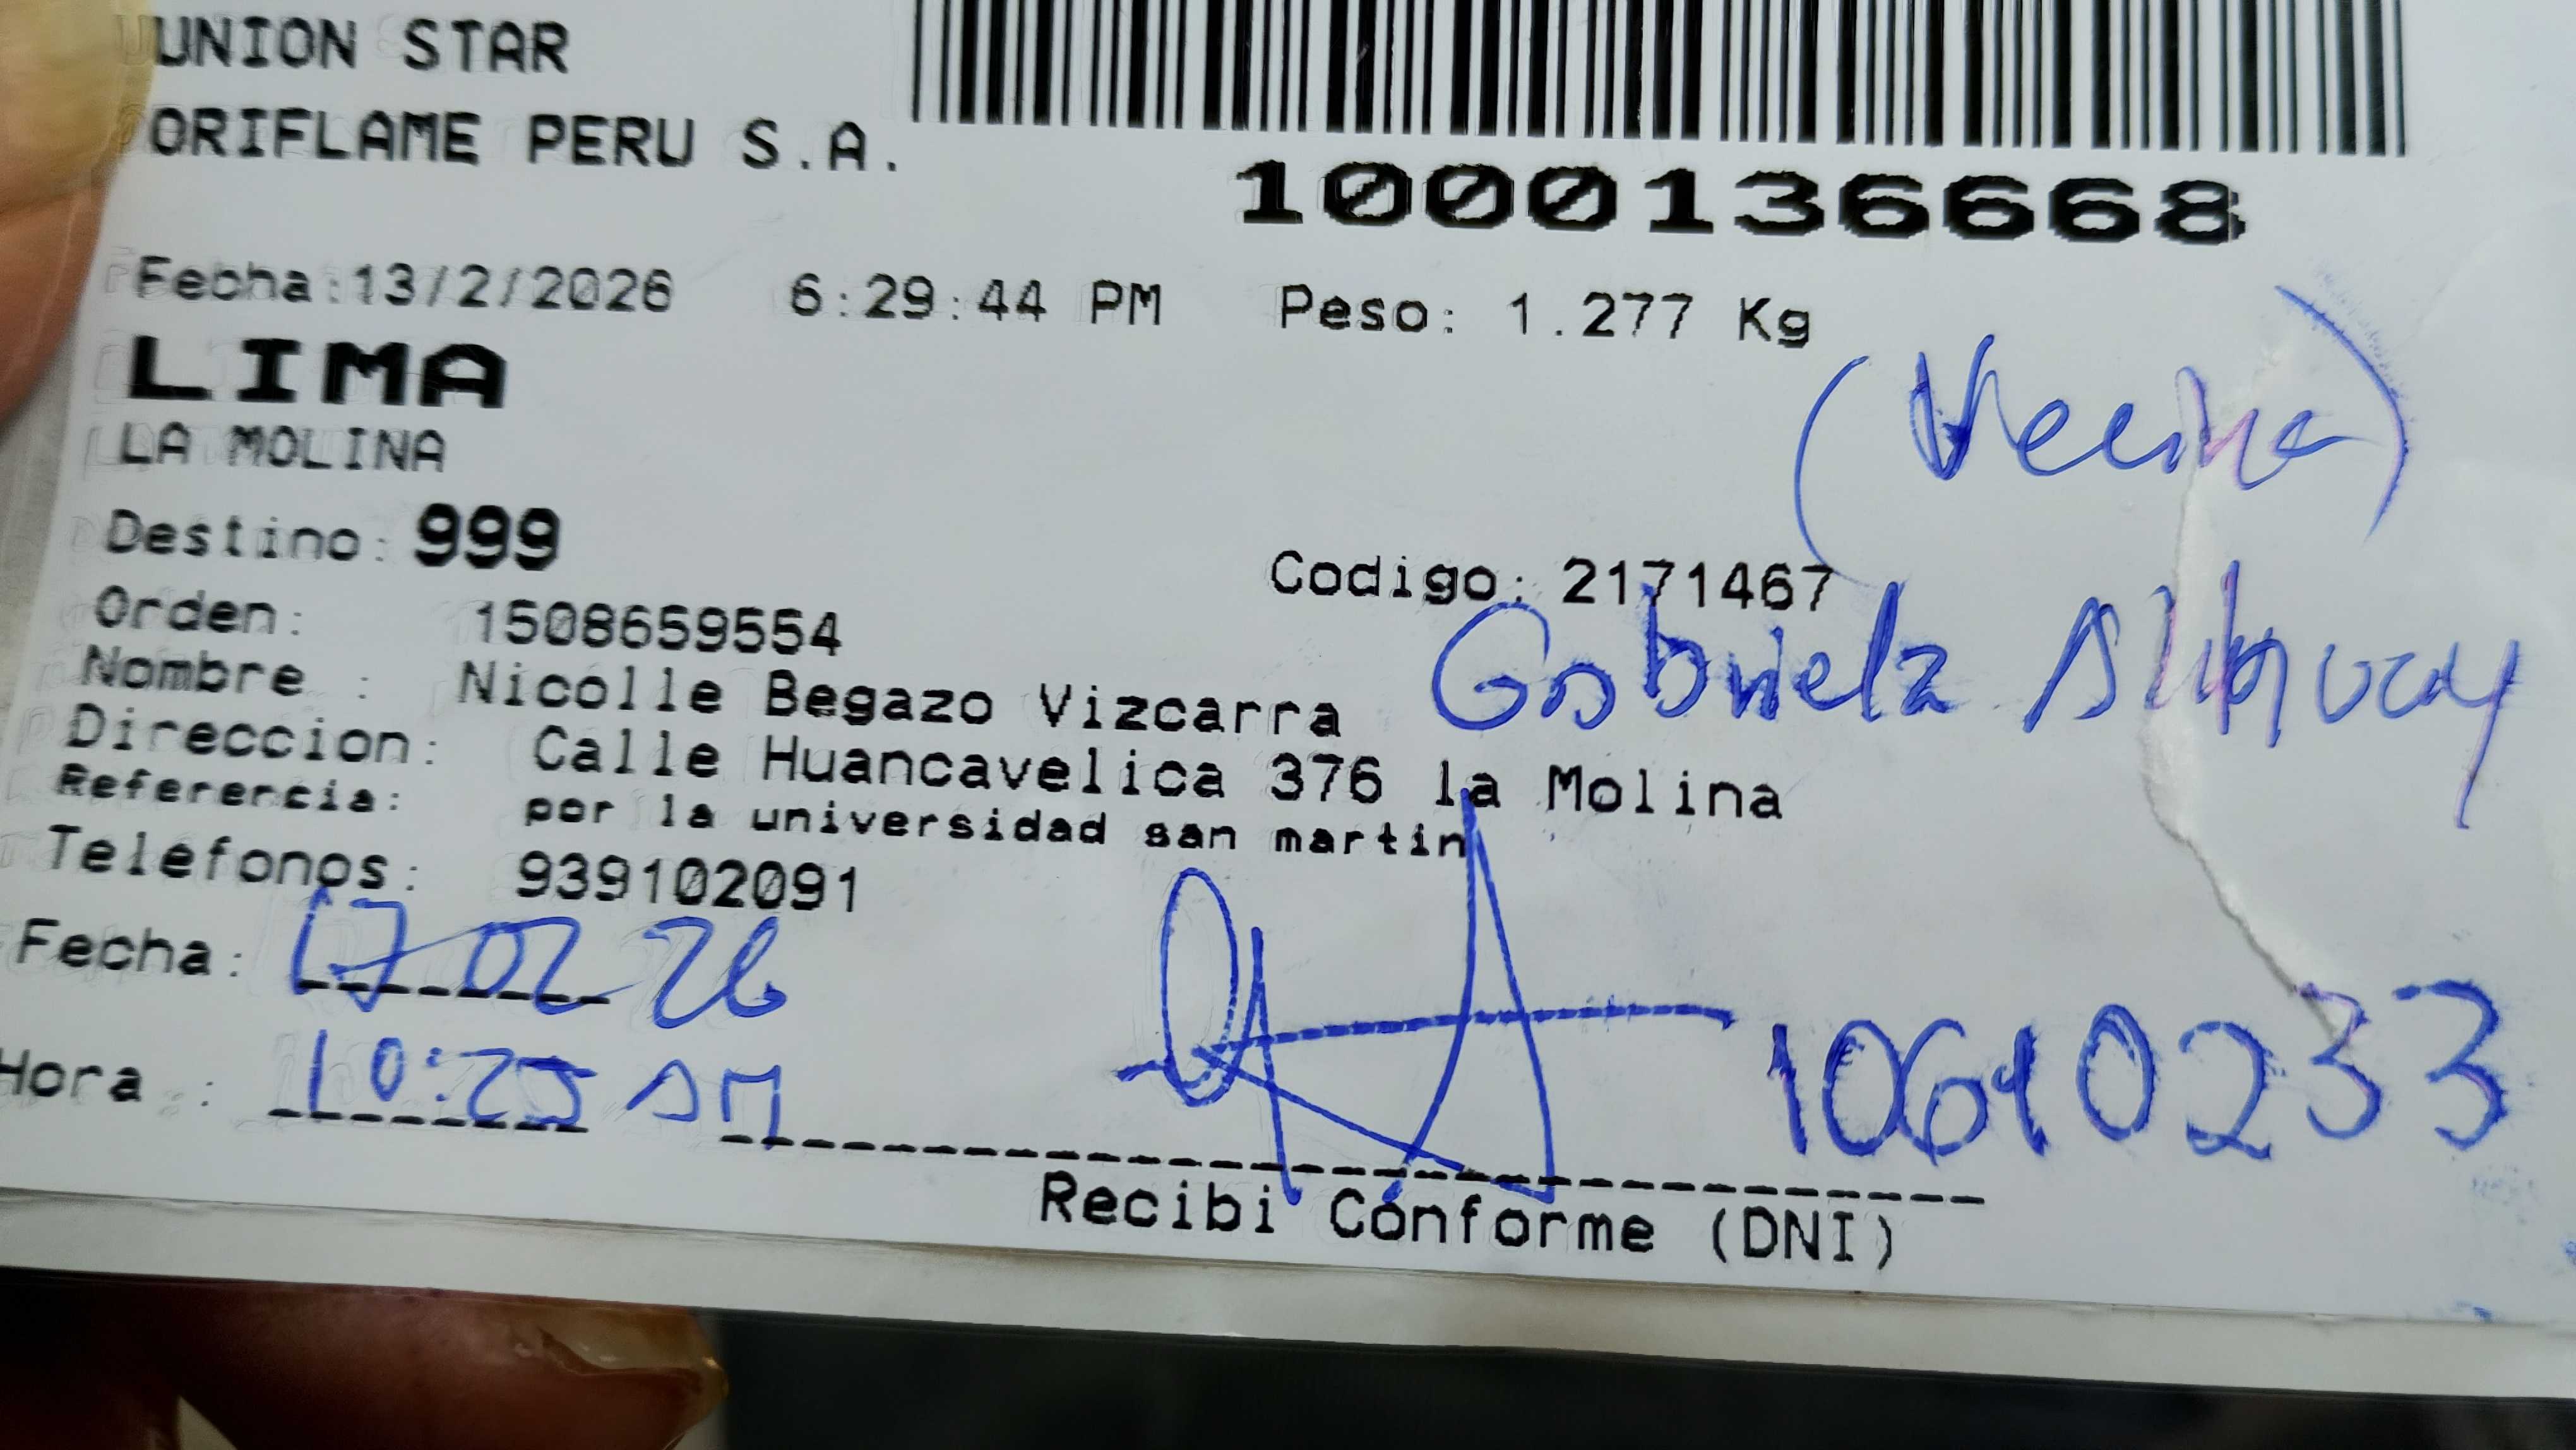 UNION STAR
ORIFLAME PERU S.A.
1000136668
Fecha:13/2/2026 6:29:44 PM Peso: 1.277 Kg
LIMA
(Vecina)
LA MOLINA
Destino: 999
Codigo: 2171467
Orden: 1508659554
Gabriela
Nombre : Nicolle Begazo Vizcarra
Direccion: Calle Huancavelica 376 la Molina
Referencia: por la universidad san martin
Telefonos: 939102091
Fecha: 17 02 26
Hora : 10:25 AM
10610233
Recibi Conforme (DNI)